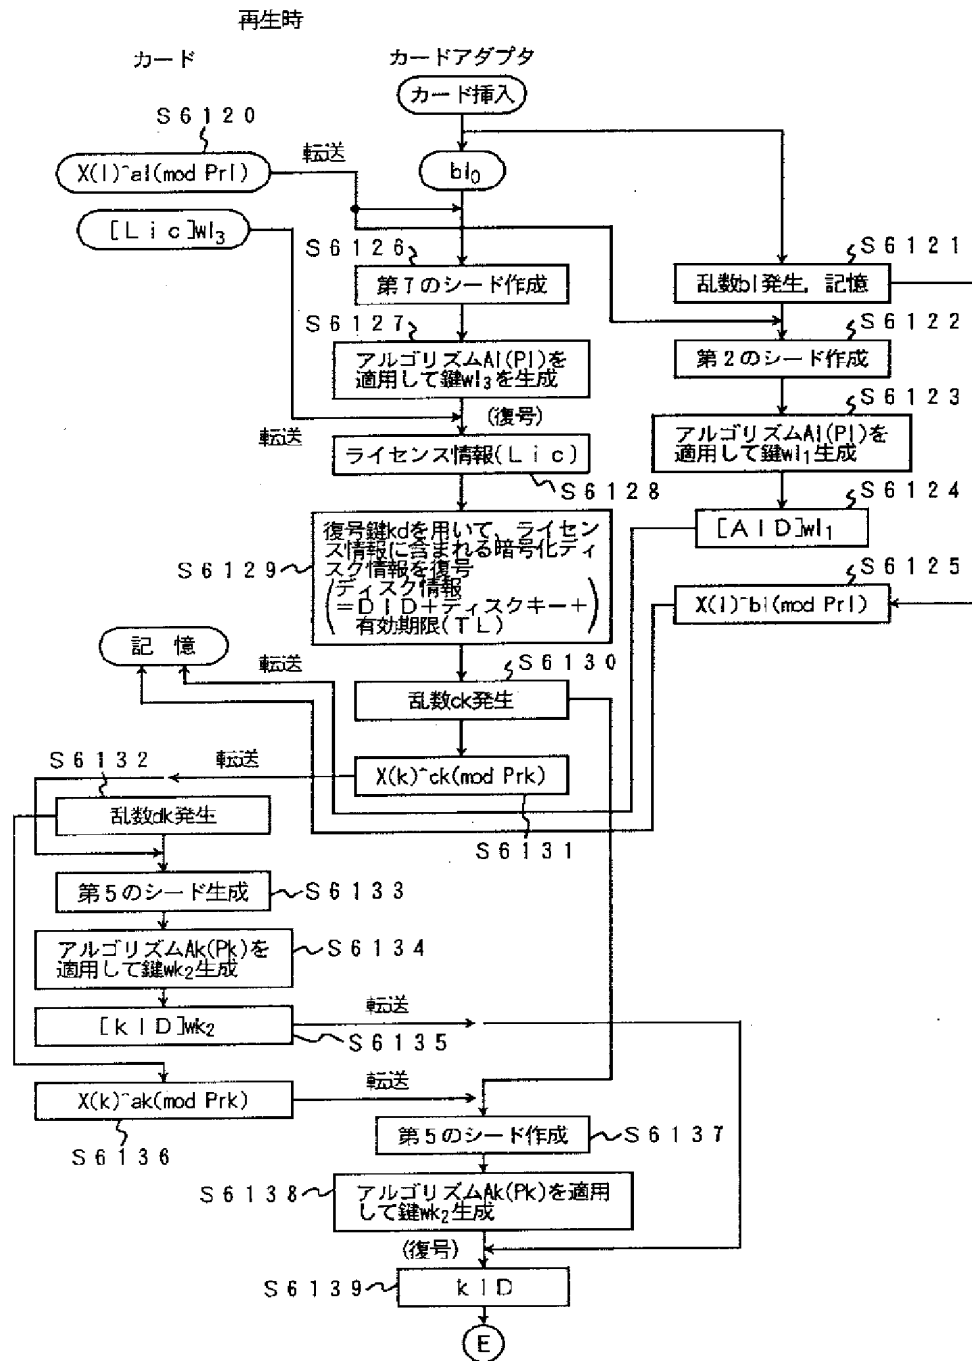 再生時
カード
カードアダプタ
カード挿入
S6120
X(l)^al(mod Prl)
転送
bl0
[Lic]wl3
S6126
第7のシード作成
S6121
乱数bl発生,記憶
S6127
アルゴリズムAl(Pl)を
適用して鍵wl3を生成
S6122
第2のシード作成
転送
(復号)
S6123
アルゴリズムAl(Pl)を
適用して鍵wl1生成
ライセンス情報(Lic)
S6128
S6124
[AID]wl1
S6129
復号鍵kdを用いて、ライセン
ス情報に含まれる暗号化ディ
スク情報を復号
(ディスク情報
=DID+ディスクキー+
有効期限(TL))
S6125
X(l)^bl(mod Prl)
記 憶
転送
S6130
乱数ck発生
S6132
転送
X(k)^ck(mod Prk)
S6131
乱数dk発生
第5のシード生成
S6133
アルゴリズムAk(Pk)を
適用して鍵wk2生成
S6134
転送
[kID]wk2
S6135
転送
X(k)^ak(mod Prk)
S6136
第5のシード作成
S6137
S6138
アルゴリズムAk(Pk)を適用
して鍵wk2生成
(復号)
S6139
kID
E